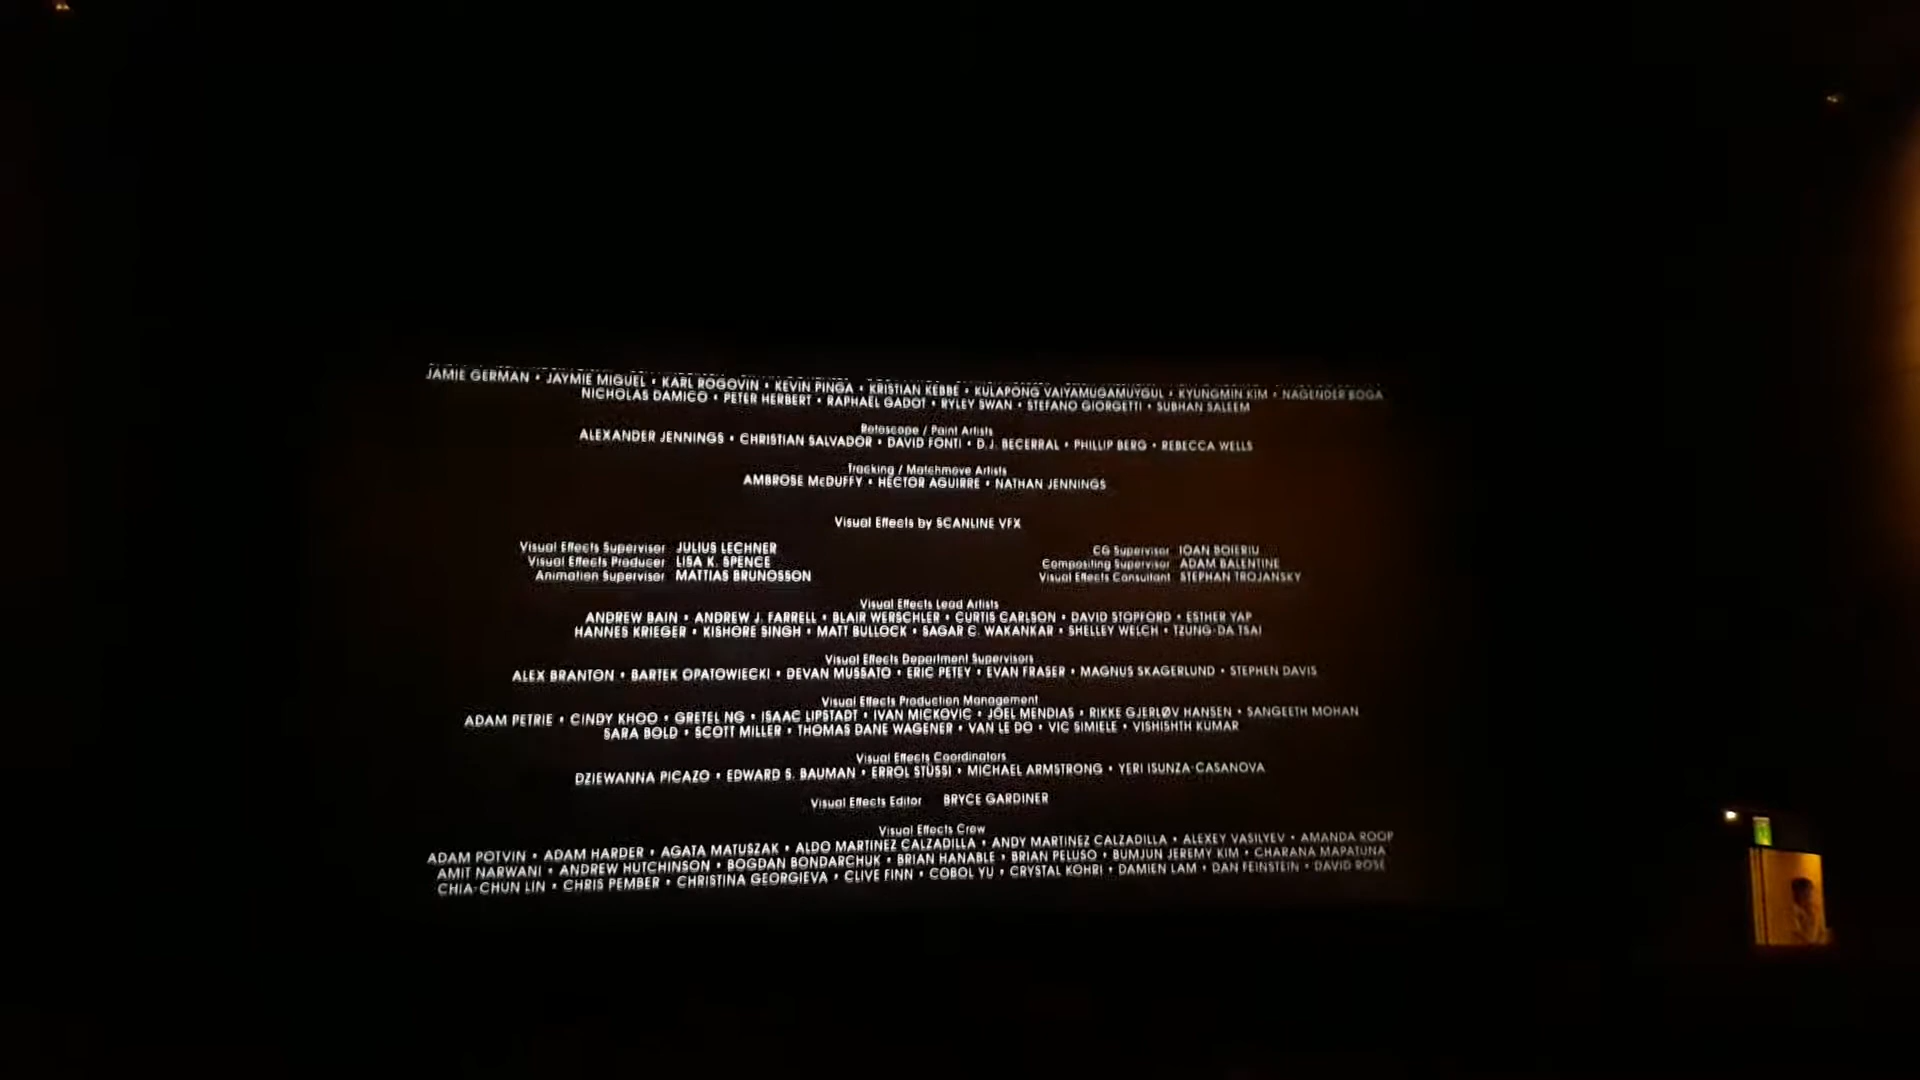 JAMIE GERMAN • JAYMIE MIGUEL • KARL ROGOVIN • KEVIN PINGA • KRISTIAN KEBBE • KULAPONG VAIYAMUGAMUYGUL • KYUNGMIN KIM • NAGENDER BOGA
NICHOLAS DAMICO • PETER HERBERT • RAPHAËL GADOT • RYLEY SWAN • STEFANO GIORGETTI • SUBHAN SALEEM
Rotoscope / Paint Artists
ALEXANDER JENNINGS • CHRISTIAN SALVADOR • DAVID FONTI • D.J. BECERRAL • PHILLIP BERG • REBECCA WELLS
Tracking / Matchmove Artists
AMBROSE McDUFFY • HECTOR AGUIRRE • NATHAN JENNINGS
Visual Effects by SCANLINE VFX
Visual Effects Supervisor JULIUS LECHNER
Visual Effects Producer LISA K. SPENCE
Animation Supervisor MATTIAS BRUNOSSON
CG Supervisor IOAN BOIERIU
Compositing Supervisor ADAM BALENTINE
Visual Effects Consultant STEPHAN TROJANSKY
Visual Effects Lead Artists
ANDREW BAIN • ANDREW J. FARRELL • BLAIR WERSCHLER • CURTIS CARLSON • DAVID STOPFORD • ESTHER YAP
HANNES KRIEGER • KISHORE SINGH • MATT BULLOCK • SAGAR C. WAKANKAR • SHELLEY WELCH • TZUNG-DA TSAI
Visual Effects Department Supervisors
ALEX BRANTON • BARTEK OPATOWIECKI • DEVAN MUSSATO • ERIC PETEY • EVAN FRASER • MAGNUS SKAGERLUND • STEPHEN DAVIS
Visual Effects Production Management
ADAM PETRIE • CINDY KHOO • GRETEL NG • ISAAC LIPSTADT • IVAN MICKOVIC • JÖEL MENDIAS • RIKKE GJERLØV HANSEN • SANGEETH MOHAN
SARA BOLD • SCOTT MILLER • THOMAS DANE WAGENER • VAN LE DO • VIC SIMIELE • VISHISHTH KUMAR
Visual Effects Coordinators
DZIEWANNA PICAZO • EDWARD S. BAUMAN • ERROL STÜSSI • MICHAEL ARMSTRONG • YERI ISUNZA-CASANOVA
Visual Effects Editor BRYCE GARDINER
Visual Effects Crew
ADAM POTVIN • ADAM HARDER • AGATA MATUSZAK • ALDO MARTINEZ CALZADILLA • ANDY MARTINEZ CALZADILLA • ALEXEY VASILYEV • AMANDA ROOP
AMIT NARWANI • ANDREW HUTCHINSON • BOGDAN BONDARCHUK • BRIAN HANABLE • BRIAN PELUSO • BUMJUN JEREMY KIM • CHARANA MAPATUNA
CHIA-CHUN LIN • CHRIS PEMBER • CHRISTINA GEORGIEVA • CLIVE FINN • COBOL YU • CRYSTAL KOHRI • DAMIEN LAM • DAN FEINSTEIN • DAVID ROSE